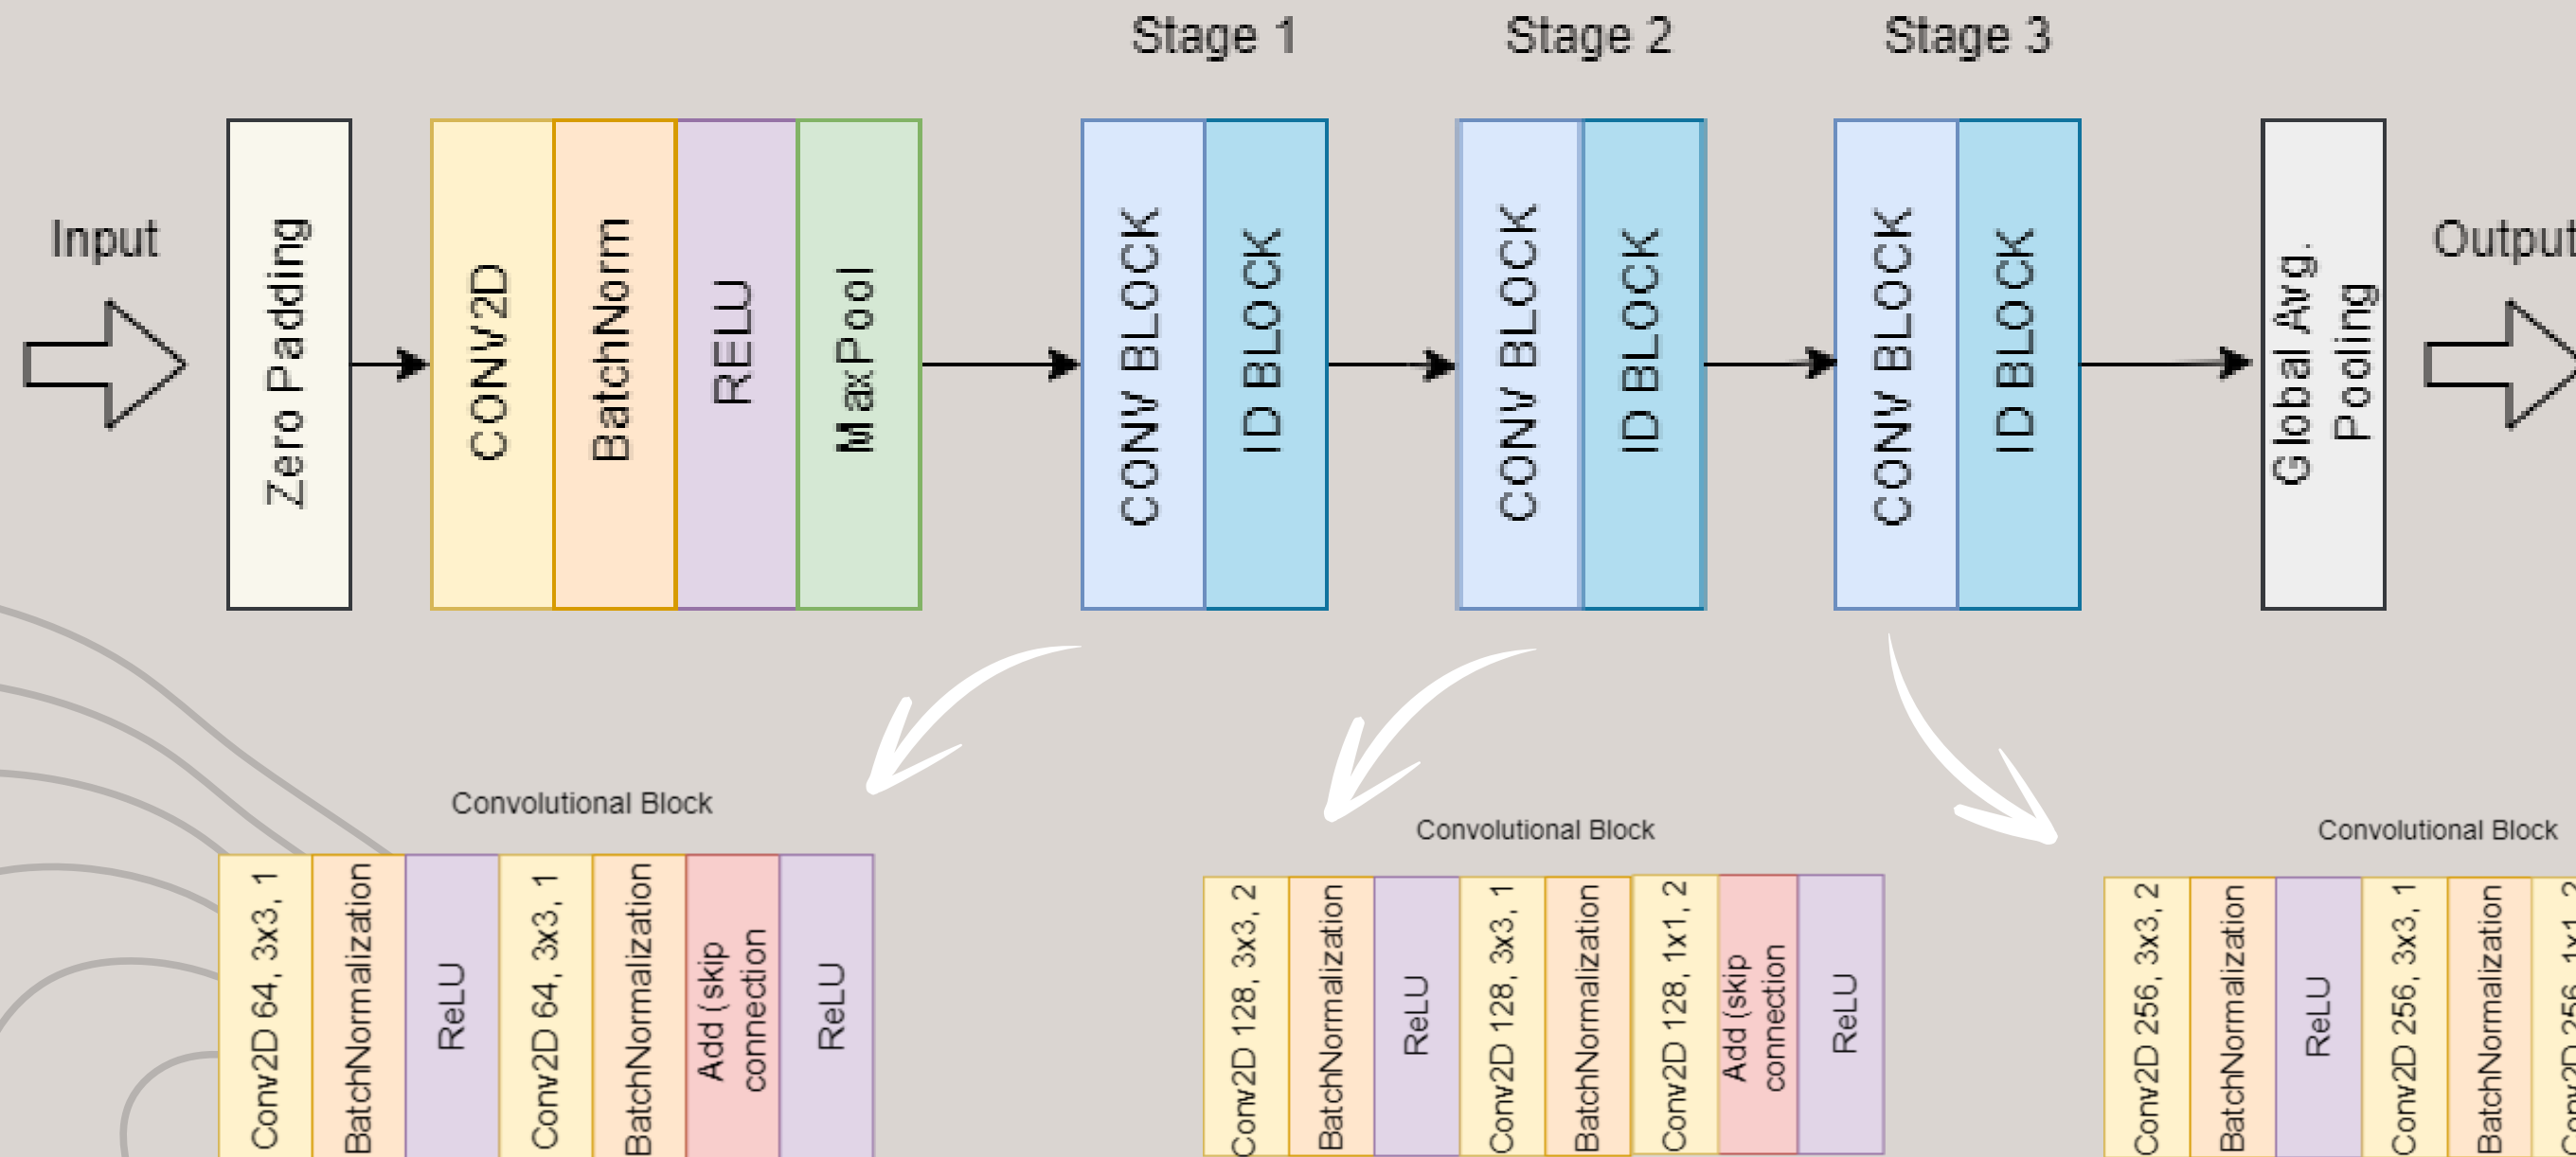 Stage 1
Stage 2
Stage 3
Input
Zero Padding
CONV2D
BatchNorm
RELU
MaxPool
CONV BLOCK
ID BLOCK
CONV BLOCK
ID BLOCK
CONV BLOCK
ID BLOCK
Global Avg.
Pooling
Output
Convolutional Block
Conv2D 64, 3x3, 1
BatchNormalization
ReLU
Conv2D 64, 3x3, 1
BatchNormalization
Add (skip
connection
ReLU
Convolutional Block
Conv2D 128, 3x3, 2
BatchNormalization
ReLU
Conv2D 128, 3x3, 1
BatchNormalization
Conv2D 128, 1x1, 2
Add (skip
connection
ReLU
Convolutional Block
Conv2D 256, 3x3, 2
BatchNormalization
ReLU
Conv2D 256, 3x3, 1
BatchNormalization
Conv2D 256, 1x1, 2